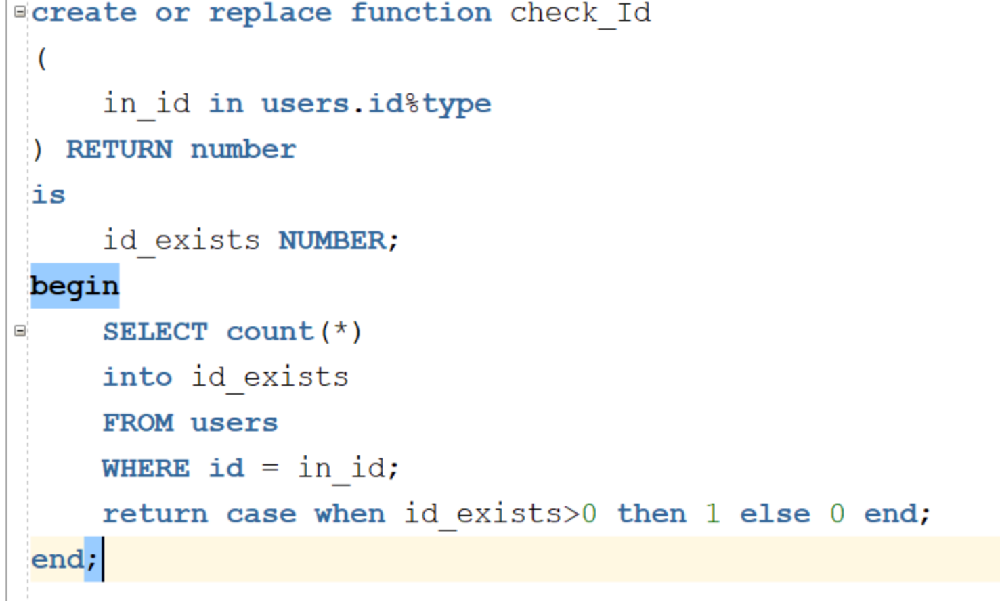 create or replace function check_Id
(
    in_id in users.id%type
) RETURN number
is
    id_exists NUMBER;
begin
    SELECT count(*)
    into id_exists
    FROM users
    WHERE id = in_id;
    return case when id_exists>0 then 1 else 0 end;
end;